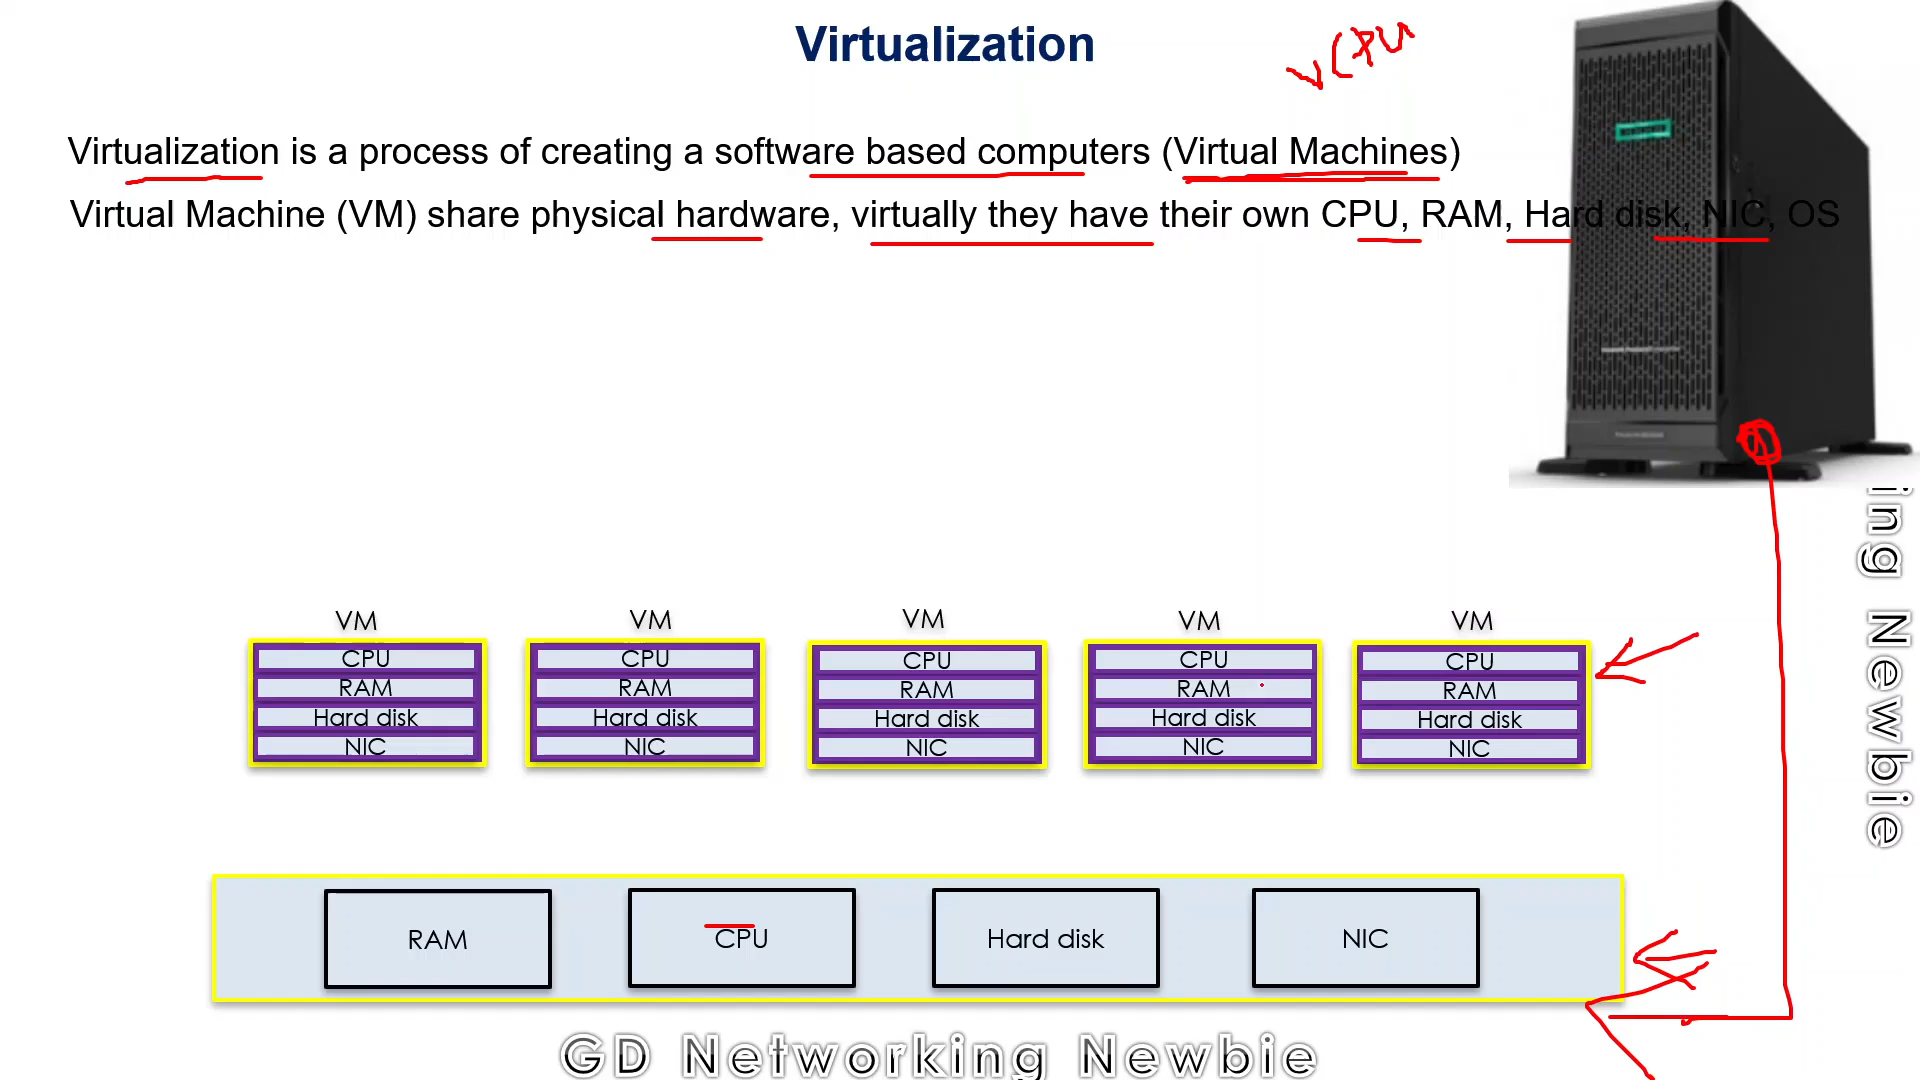 Virtualization
vCPU
Virtualization is a process of creating a software based computers (Virtual Machines)
Virtual Machine (VM) share physical hardware, virtually they have their own CPU, RAM, Hard disk, NIC, OS
ing Newbie
VM VM VM VM VM
CPU CPU CPU CPU CPU
RAM RAM RAM RAM RAM
Hard disk Hard disk Hard disk Hard disk Hard disk
NIC NIC NIC NIC NIC
RAM CPU Hard disk NIC
GD Networking Newbie